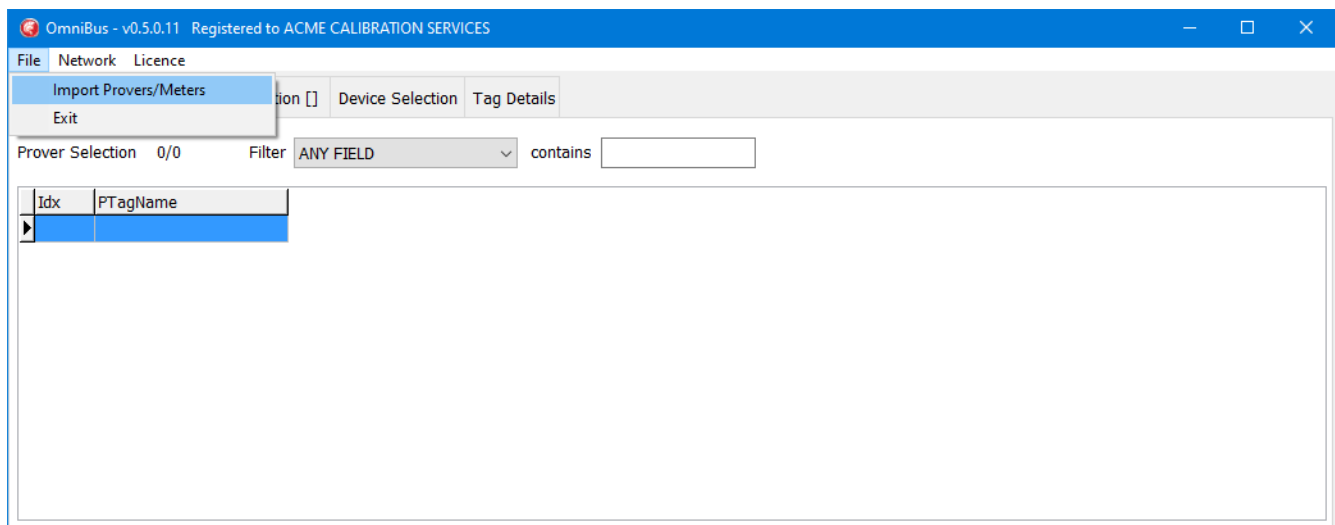 OmniBus - v0.5.0.11 Registered to ACME CALIBRATION SERVICES
File Network Licence
Import Provers/Meters
Exit
[] Device Selection Tag Details
Prover Selection 0/0 Filter ANY FIELD contains
Idx PTagName